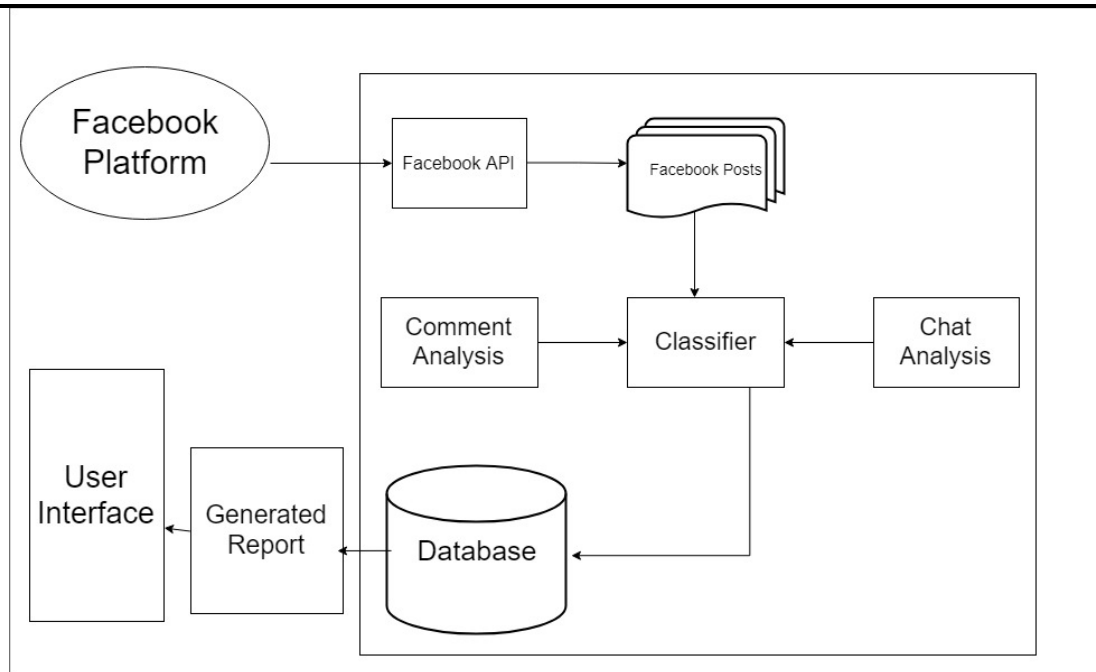 Facebook
Platform
Facebook API
Facebook Posts
Comment
Analysis
Classifier
Chat
Analysis
User
Interface
Generated
Report
Database